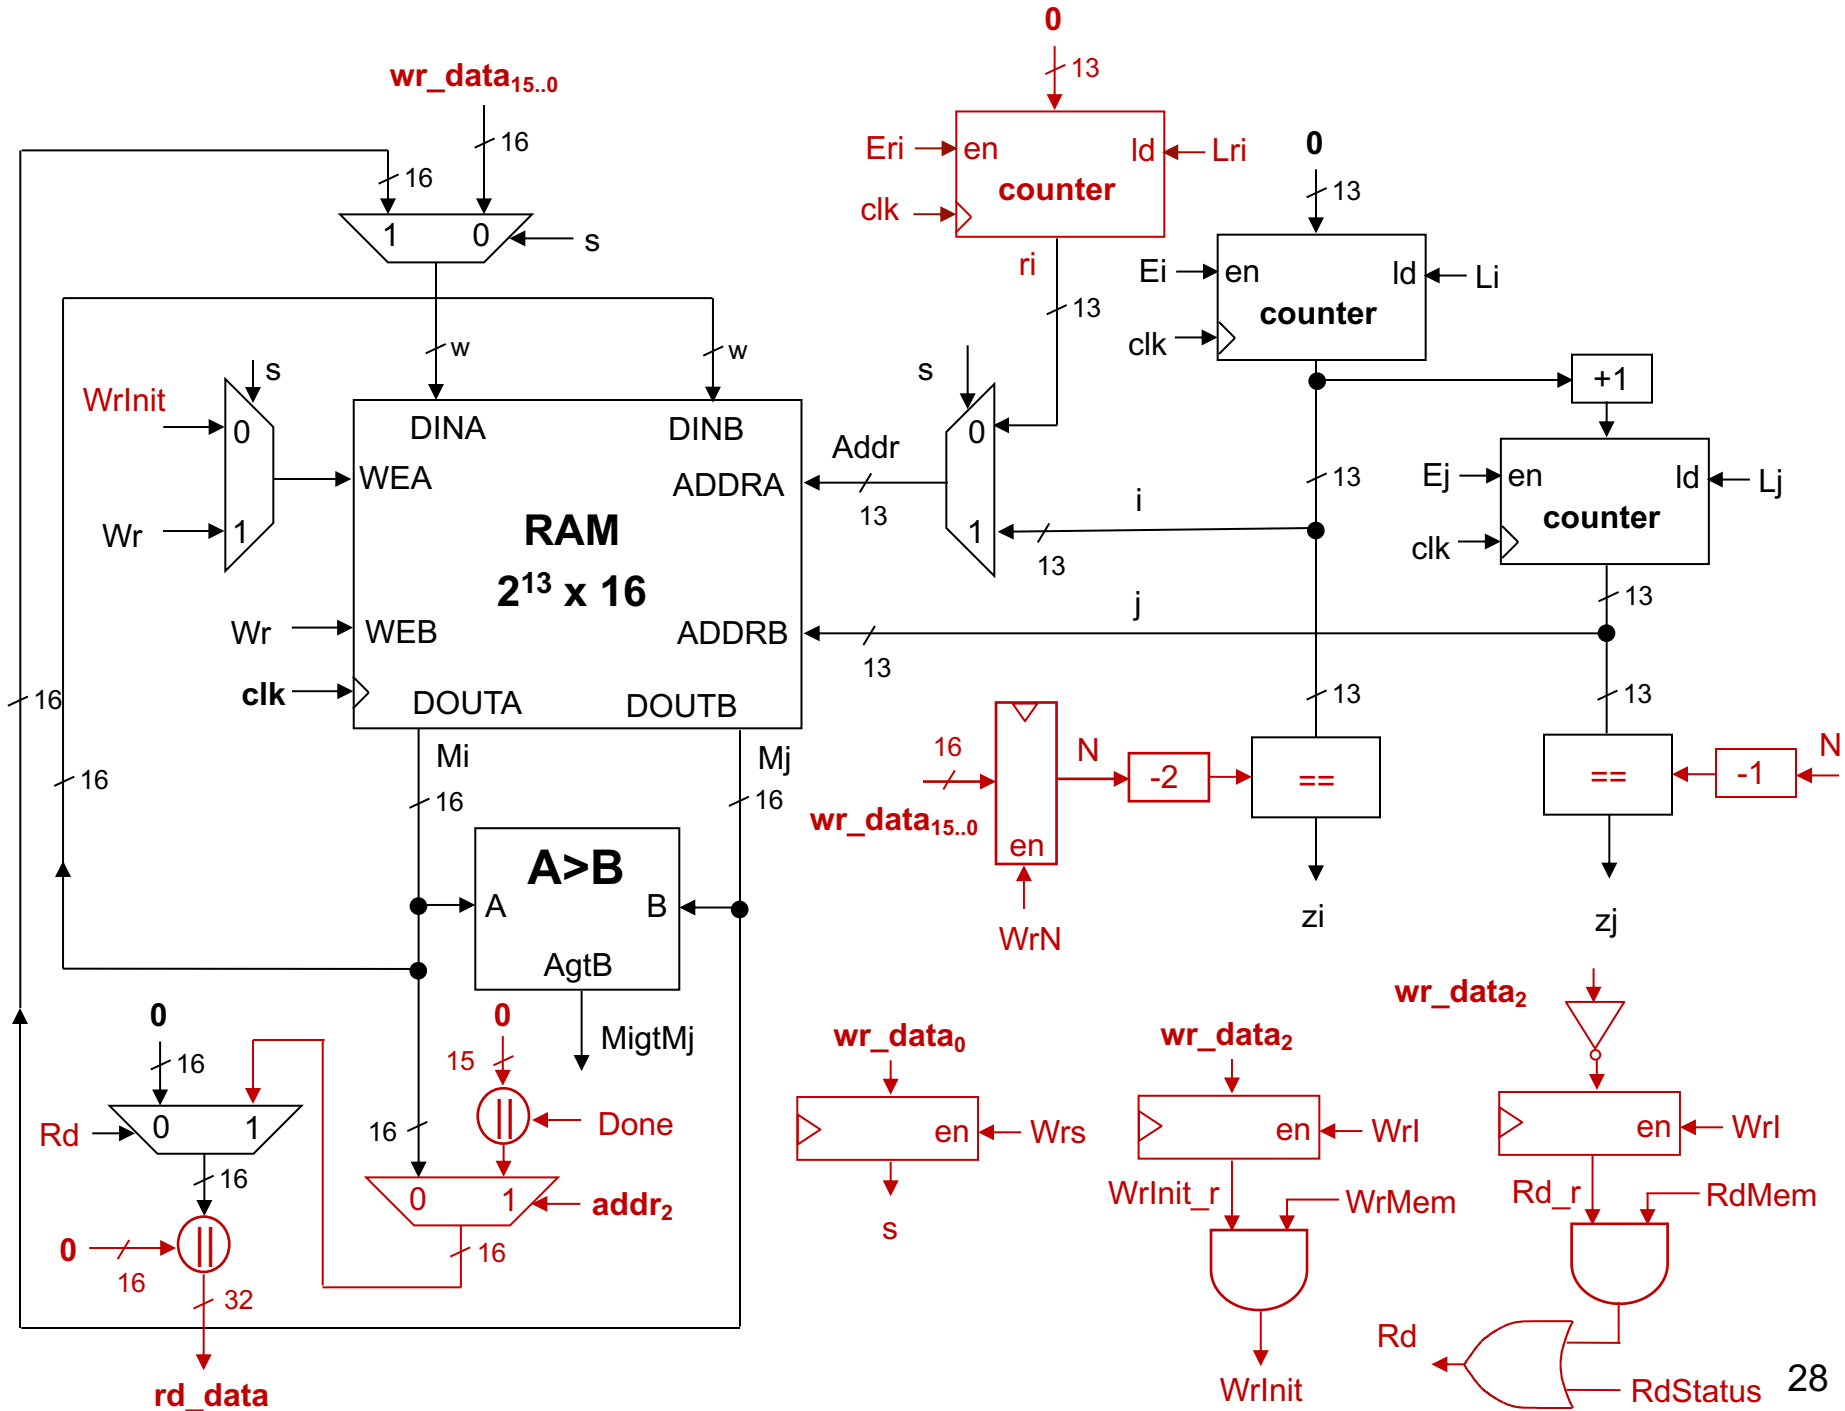 0
13
wr_data15..0
16
16
Eri
en
ld
Lri
counter
clk
0
13
1
0
s
ri
13
Ei
en
ld
Li
counter
clk
w
w
s
WrInit
0
1
Wr
s
0
1
+1
DINA
DINB
WEA
ADDRA
Addr
13
RAM
2¹³ x 16
i
13
13
Ej
en
ld
Lj
counter
clk
13
j
Wr
WEB
ADDRB
13
clk
DOUTA
DOUTB
16
16
Mi
Mj
16
16
13
13
16
N
-2
==
==
-1
N
wr_data15..0
en
WrN
zi
zj
A>B
A
B
AgtB
MigtMj
0
16
0
15
Rd
0
1
16
Done
16
0
1
addr2
0
16
16
32
rd_data
wr_data0
en
Wrs
s
wr_data2
en
WrI
WrInit_r
WrMem
WrInit
wr_data2
en
WrI
Rd_r
RdMem
Rd
RdStatus
28